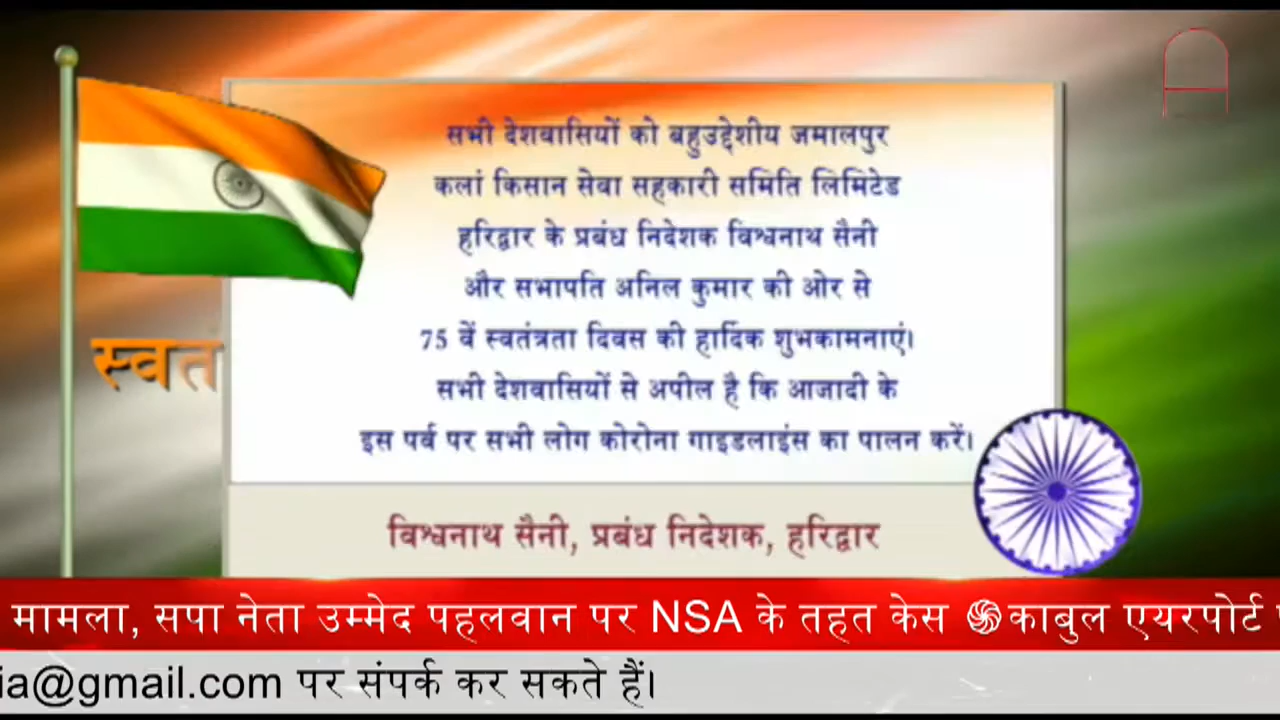 सभी देशवासियों को बहुउद्देशीय जमालपुर
कलां किसान सेवा सहकारी समिति लिमिटेड
हरिद्वार के प्रबंध निदेशक विश्वनाथ सैनी
और सभापति अनिल कुमार की ओर से
75 वें स्वतंत्रता दिवस की हार्दिक शुभकामनाएं।
सभी देशवासियों से अपील है कि आजादी के
इस पर्व पर सभी लोग कोरोना गाइडलाइंस का पालन करें।
स्वतं
विश्वनाथ सैनी, प्रबंध निदेशक, हरिद्वार
मामला, सपा नेता उम्मेद पहलवान पर NSA के तहत केस काबुल एयरपोर्ट
ia@gmail.com पर संपर्क कर सकते हैं।